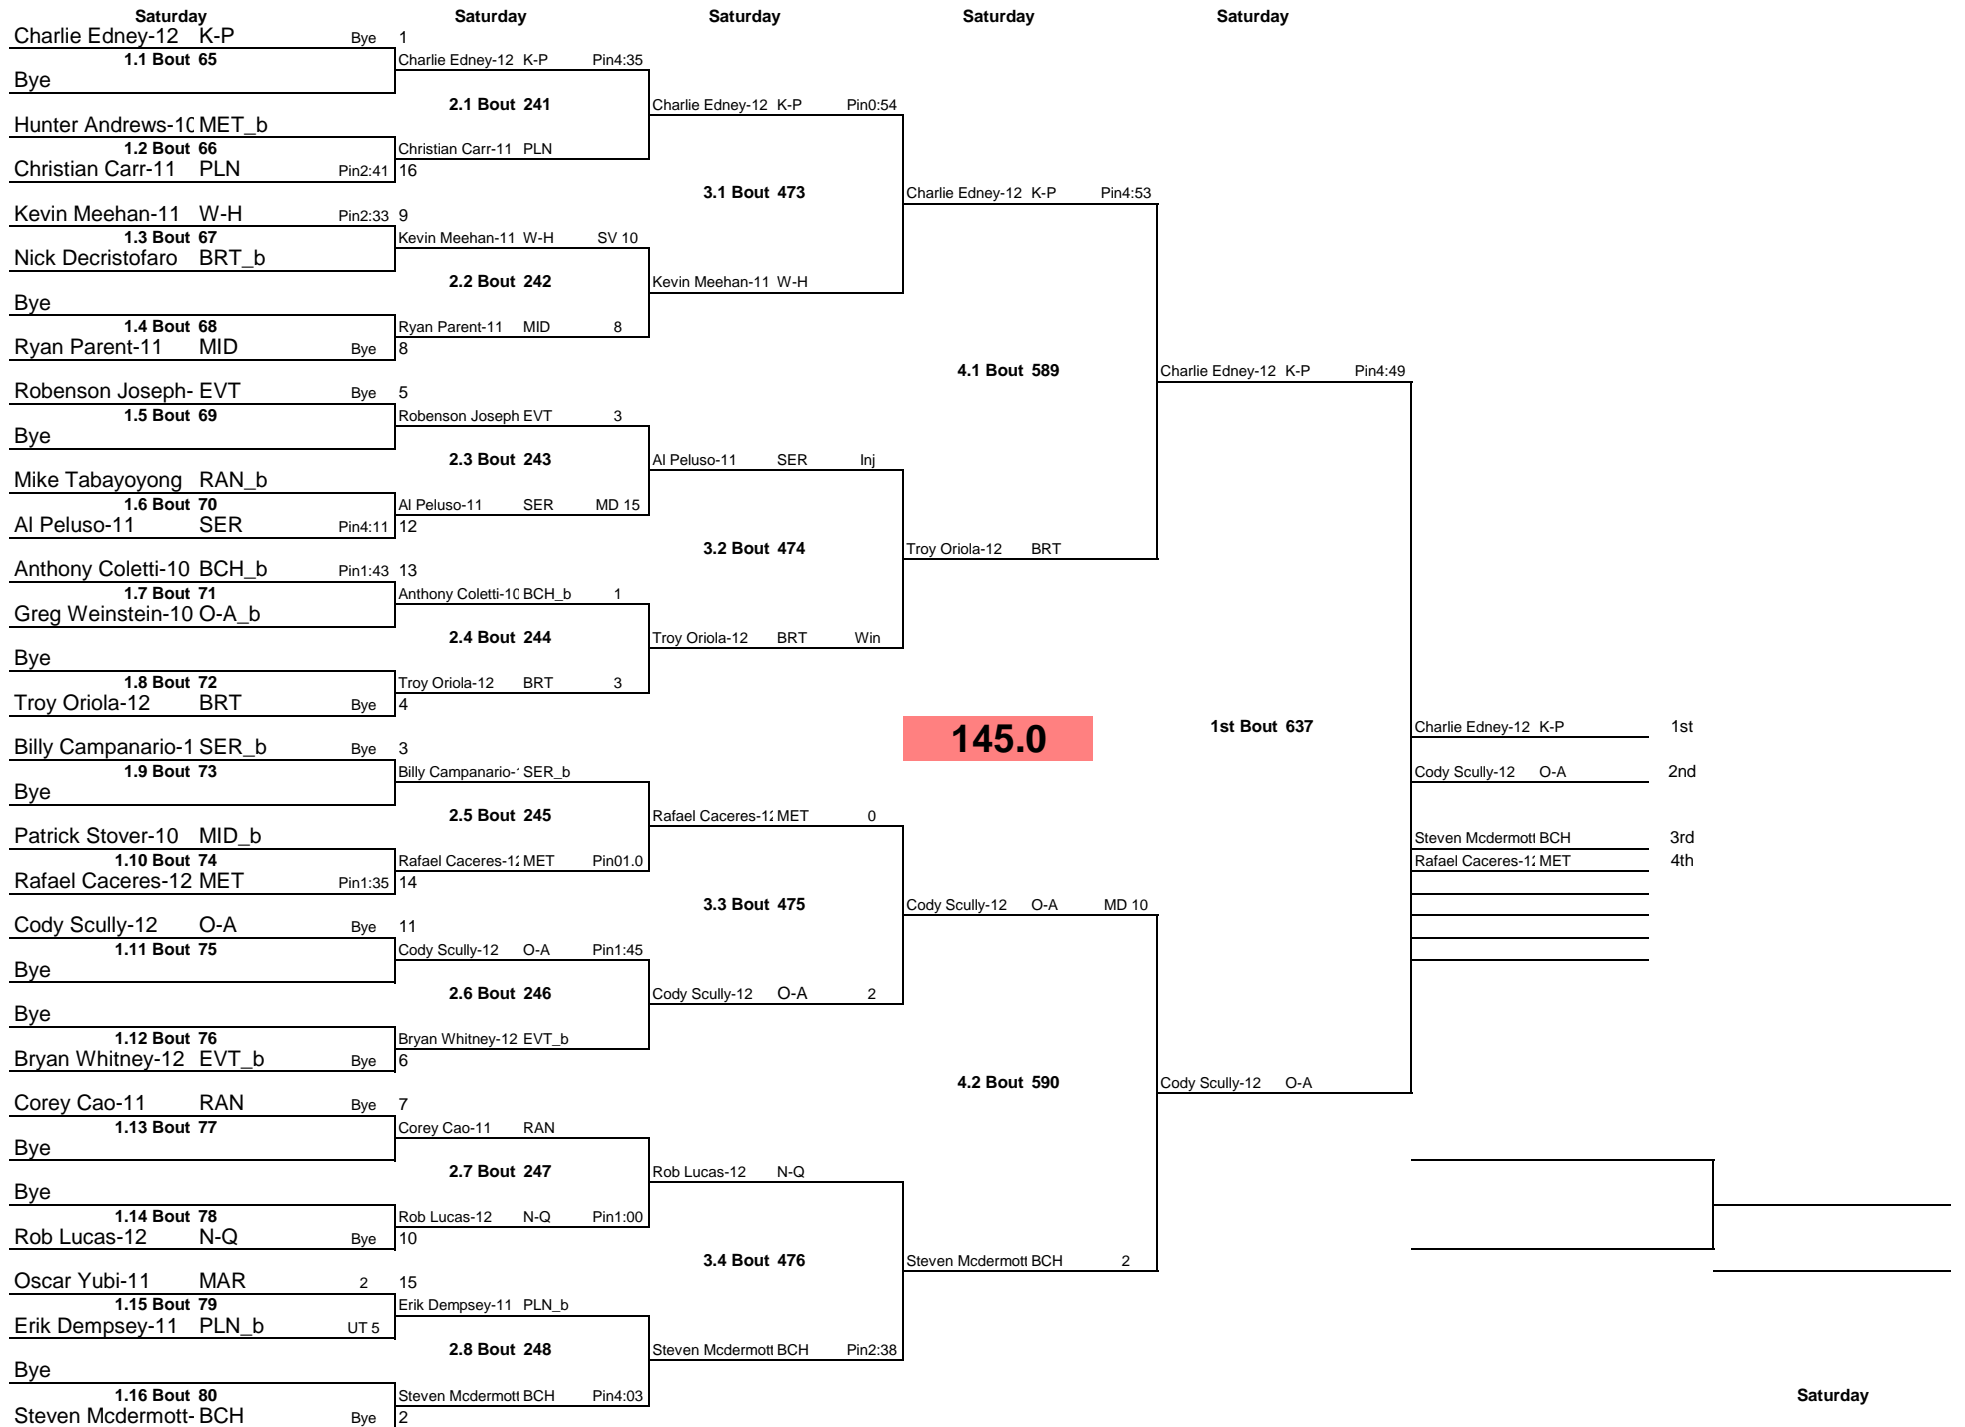 Saturday Saturday Saturday Saturday Saturday
Charlie Edney-12 K-P Bye 1
1.1 Bout 65 Charlie Edney-12 K-P Pin4:35
Bye
2.1 Bout 241 Charlie Edney-12 K-P Pin0:54
Hunter Andrews-10 MET_b
1.2 Bout 66 Christian Carr-11 PLN
Christian Carr-11 PLN Pin2:41 16
3.1 Bout 473 Charlie Edney-12 K-P Pin4:53
Kevin Meehan-11 W-H Pin2:33 9
1.3 Bout 67 Kevin Meehan-11 W-H SV 10
Nick Decristofaro BRT_b
2.2 Bout 242 Kevin Meehan-11 W-H
Bye
1.4 Bout 68 Ryan Parent-11 MID 8
Ryan Parent-11 MID Bye 8
4.1 Bout 589 Charlie Edney-12 K-P Pin4:49
Robenson Joseph- EVT Bye 5
1.5 Bout 69 Robenson Joseph EVT 3
Bye
2.3 Bout 243 Al Peluso-11 SER Inj
Mike Tabayoyong RAN_b
1.6 Bout 70 Al Peluso-11 SER MD 15
Al Peluso-11 SER Pin4:11 12
3.2 Bout 474 Troy Oriola-12 BRT
Anthony Coletti-10 BCH_b Pin1:43 13
1.7 Bout 71 Anthony Coletti-10 BCH_b 1
Greg Weinstein-10 O-A_b
2.4 Bout 244 Troy Oriola-12 BRT Win
Bye
1.8 Bout 72 Troy Oriola-12 BRT 3
Troy Oriola-12 BRT Bye 4
145.0 1st Bout 637 Charlie Edney-12 K-P 1st
Billy Campanario-1 SER_b Bye 3
1.9 Bout 73 Billy Campanario- SER_b Cody Scully-12 O-A 2nd
Bye
2.5 Bout 245 Rafael Caceres-12 MET 0
Patrick Stover-10 MID_b Steven Mcdermott BCH 3rd
1.10 Bout 74 Rafael Caceres-12 MET Pin01.0 Rafael Caceres-12 MET 4th
Rafael Caceres-12 MET Pin1:35 14
3.3 Bout 475 Cody Scully-12 O-A MD 10
Cody Scully-12 O-A Bye 11
1.11 Bout 75 Cody Scully-12 O-A Pin1:45
Bye
2.6 Bout 246 Cody Scully-12 O-A 2
Bye
1.12 Bout 76 Bryan Whitney-12 EVT_b
Bryan Whitney-12 EVT_b Bye 6
4.2 Bout 590 Cody Scully-12 O-A
Corey Cao-11 RAN Bye 7
1.13 Bout 77 Corey Cao-11 RAN
Bye
2.7 Bout 247 Rob Lucas-12 N-Q
Bye
1.14 Bout 78 Rob Lucas-12 N-Q Pin1:00
Rob Lucas-12 N-Q Bye 10
3.4 Bout 476 Steven Mcdermott BCH 2
Oscar Yubi-11 MAR 2 15
1.15 Bout 79 Erik Dempsey-11 PLN_b
Erik Dempsey-11 PLN_b UT 5
2.8 Bout 248 Steven Mcdermott BCH Pin2:38
Bye
1.16 Bout 80 Steven Mcdermott BCH Pin4:03 Saturday
Steven Mcdermott- BCH Bye 2